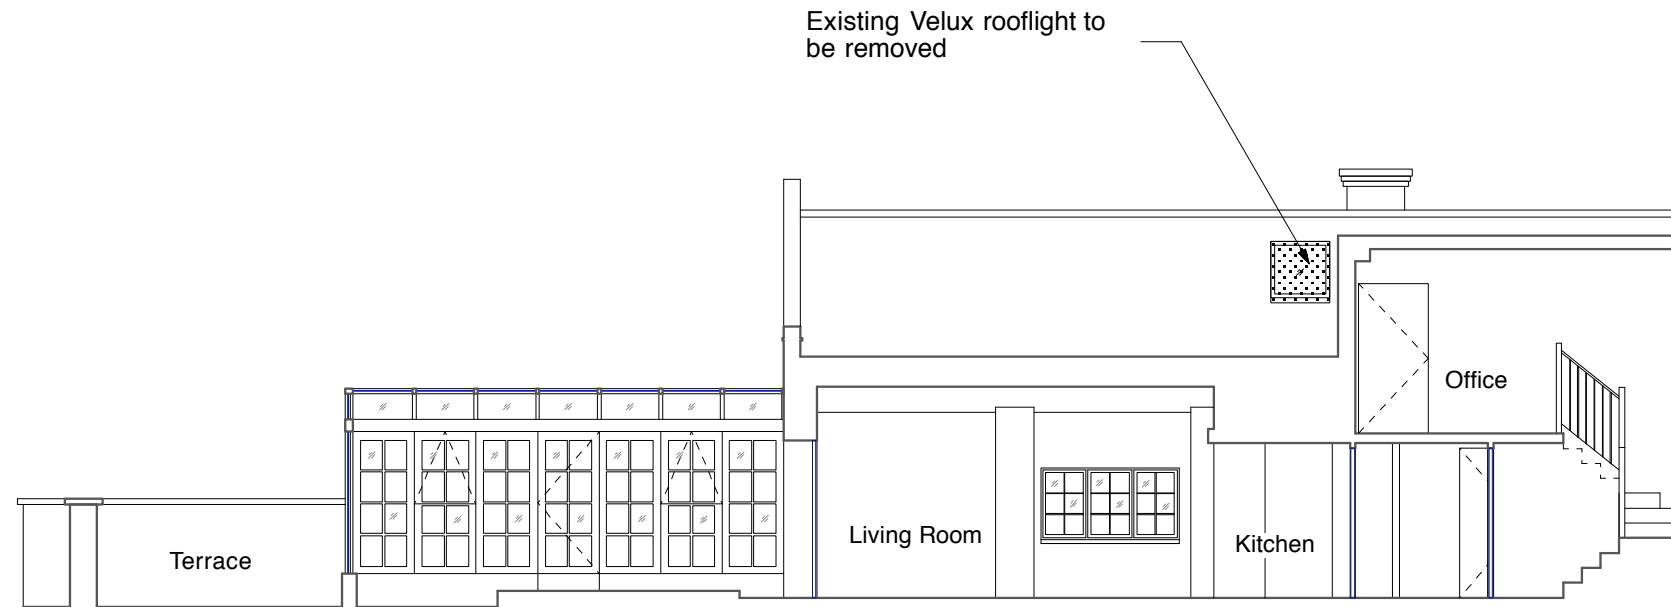 Existing Velux rooflight to
be removed
Office
Living Room
Kitchen
Terrace